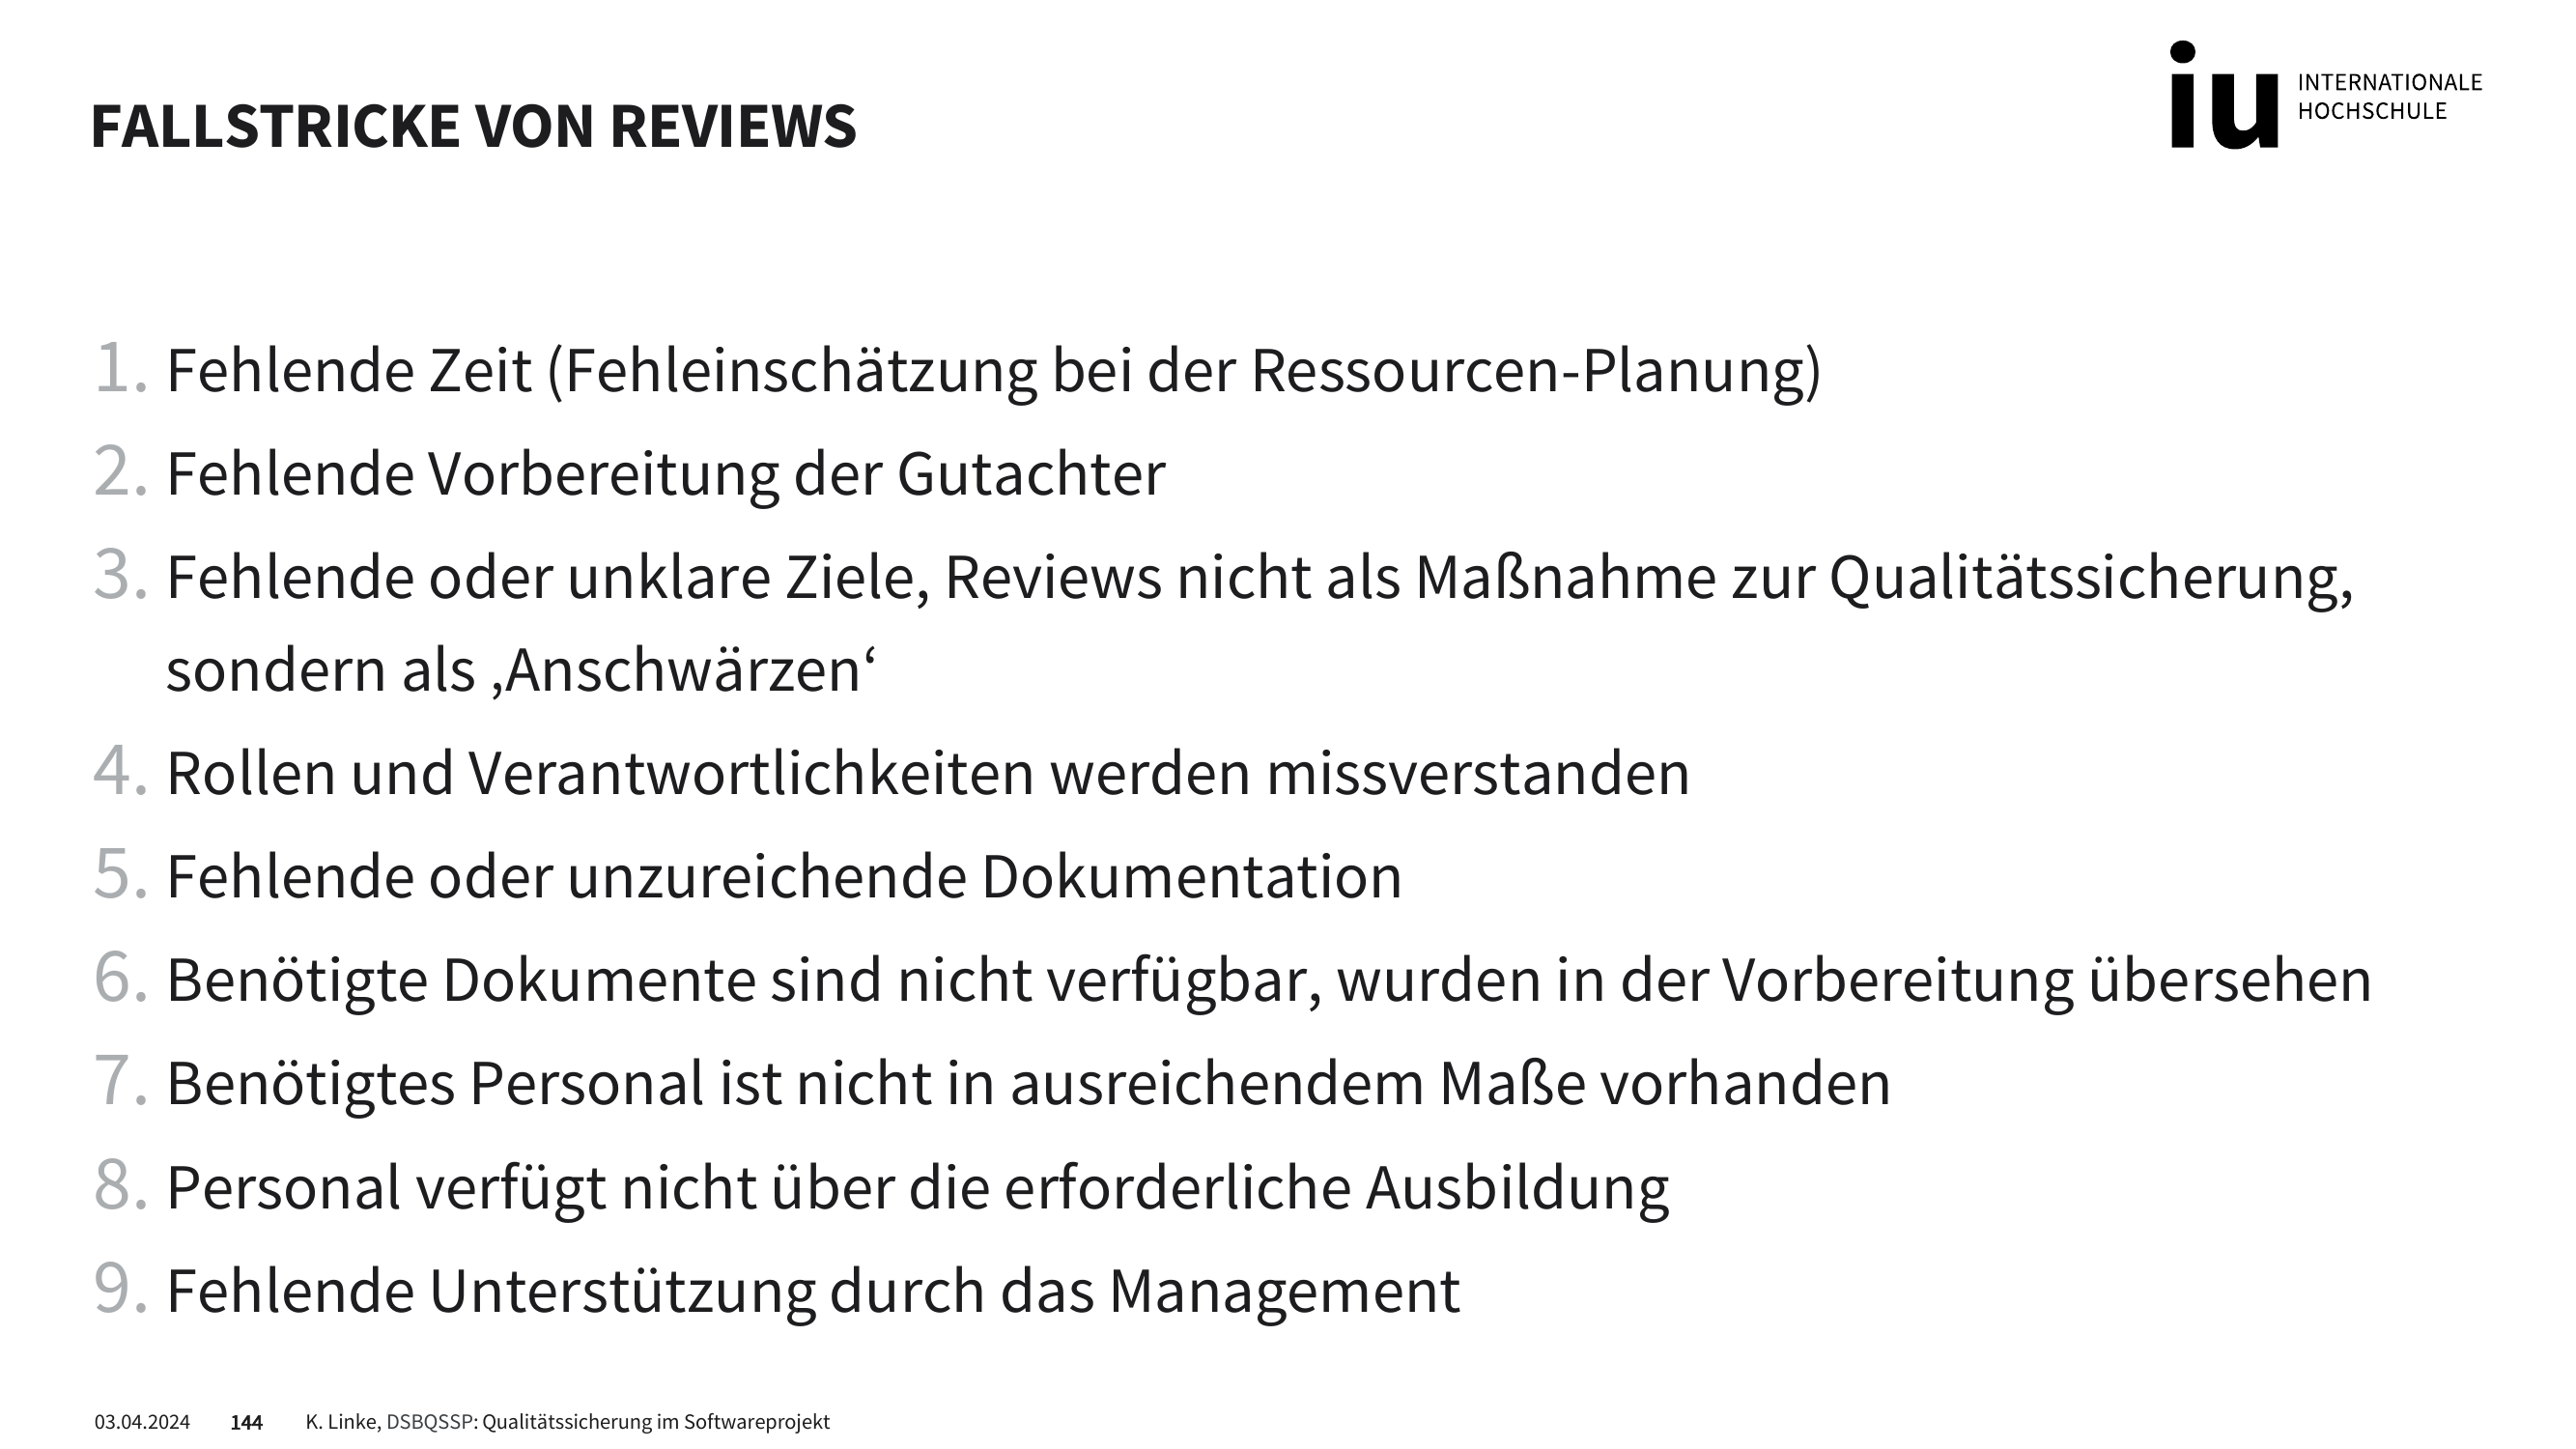 FALLSTRICKE VON REVIEWS
iu INTERNATIONALE
HOCHSCHULE
1. Fehlende Zeit (Fehleinschätzung bei der Ressourcen-Planung)
2. Fehlende Vorbereitung der Gutachter
3. Fehlende oder unklare Ziele, Reviews nicht als Maßnahme zur Qualitätssicherung,
sondern als ‚Anschwärzen‘
4. Rollen und Verantwortlichkeiten werden missverstanden
5. Fehlende oder unzureichende Dokumentation
6. Benötigte Dokumente sind nicht verfügbar, wurden in der Vorbereitung übersehen
7. Benötigtes Personal ist nicht in ausreichendem Maße vorhanden
8. Personal verfügt nicht über die erforderliche Ausbildung
9. Fehlende Unterstützung durch das Management
03.04.2024 144 K. Linke, DSBQSSP: Qualitätssicherung im Softwareprojekt